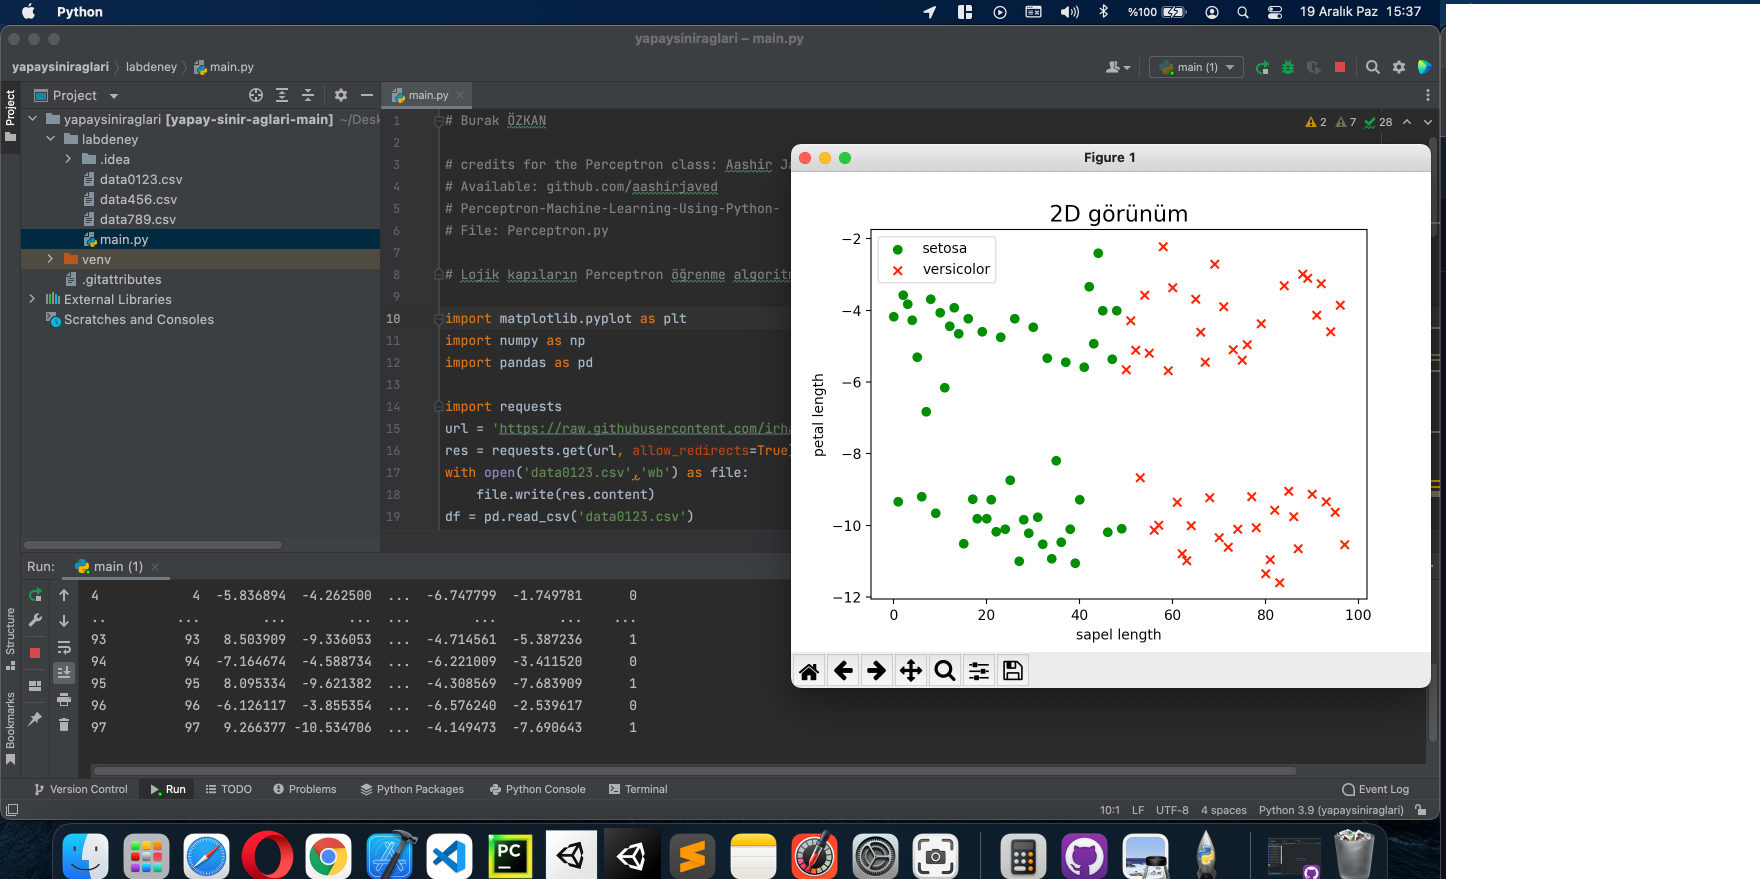 Python
%100
19 Aralık Paz 15:37
yapaysiniraglari – main.py
yapaysiniraglari labdeney main.py
main (1)
Project
main.py
Project
yapaysiniraglari [yapay-sinir-aglari-main] ~/Desk
labdeney
.idea
data0123.csv
data456.csv
data789.csv
main.py
venv
.gitattributes
External Libraries
Scratches and Consoles
2 7 28
1 # Burak ÖZKAN
2
3 # credits for the Perceptron class: Aashir Ja
4 # Available: github.com/aashirjaved
5 # Perceptron-Machine-Learning-Using-Python-
6 # File: Perceptron.py
7
8 # Lojik kapıların Perceptron öğrenme algoritm
9
10 import matplotlib.pyplot as plt
11 import numpy as np
12 import pandas as pd
13
14 import requests
15 url = 'https://raw.githubusercontent.com/irha
16 res = requests.get(url, allow_redirects=True)
17 with open('data0123.csv','wb') as file:
18 file.write(res.content)
19 df = pd.read_csv('data0123.csv')
Figure 1
2D görünüm
setosa
versicolor
petal length
−2
−4
−6
−8
−10
−12
0 20 40 60 80 100
sapel length
Run: main (1)
4 4 -5.836894 -4.262500 ... -6.747799 -1.749781 0
.. ... ... ... ... ... ... ...
93 93 8.503909 -9.336053 ... -4.714561 -5.387236 1
94 94 -7.164674 -4.588734 ... -6.221009 -3.411520 0
95 95 8.095334 -9.621382 ... -4.308569 -7.683909 1
96 96 -6.126117 -3.855354 ... -6.576240 -2.539617 0
97 97 9.266377 -10.534706 ... -4.149473 -7.690643 1
Structure
Bookmarks
Version Control Run TODO Problems Python Packages Python Console Terminal Event Log
10:1 LF UTF-8 4 spaces Python 3.9 (yapaysiniraglari)
PC